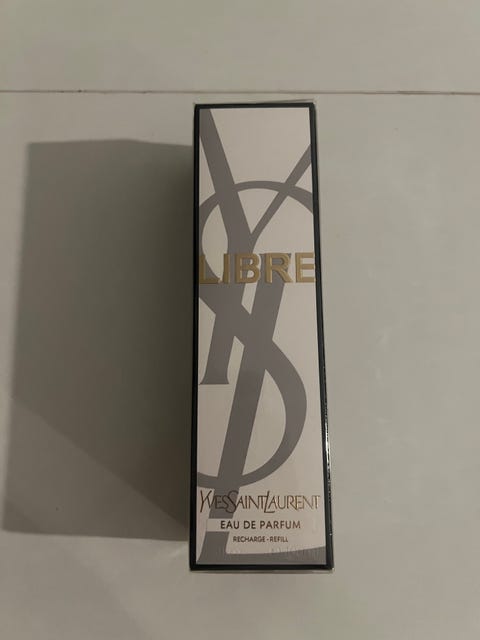 LIBRE
YVESSAINTLAURENT
EAU DE PARFUM
RECHARGE - REFILL